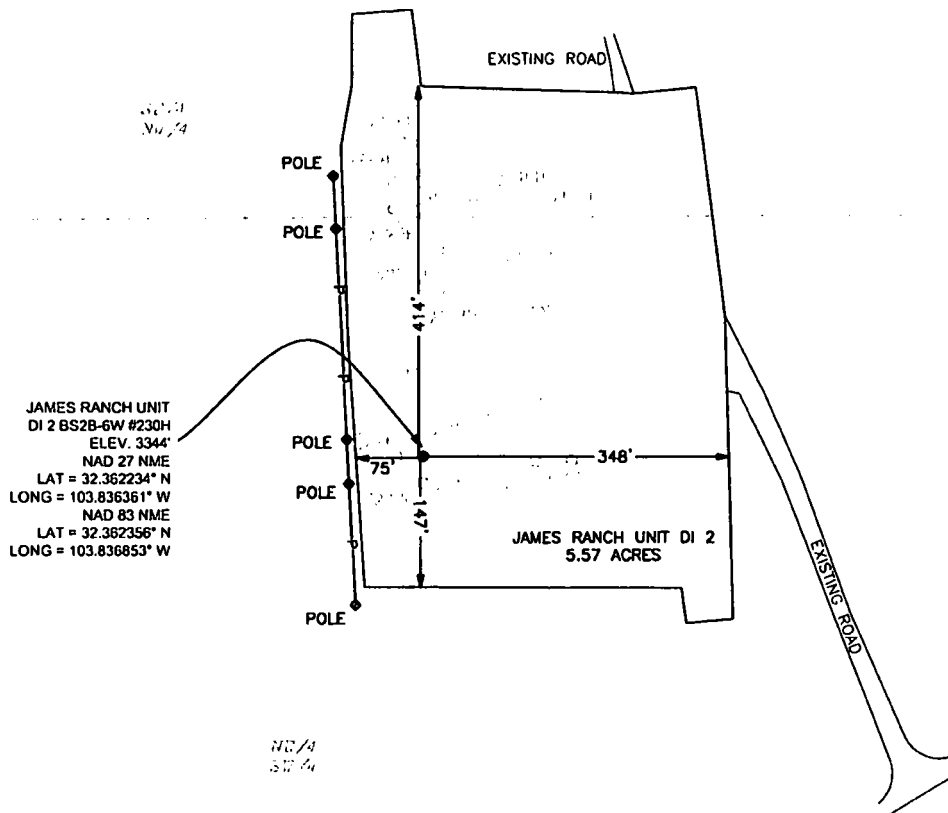 EXISTING ROAD
POLE
POLE
414'
JAMES RANCH UNIT
DI 2 BS2B-6W #230H
ELEV. 3344'
NAD 27 NME
LAT = 32.362234° N
LONG = 103.836361° W
NAD 83 NME
LAT = 32.362356° N
LONG = 103.836853° W
POLE
75'
348'
POLE
147'
JAMES RANCH UNIT DI 2
5.57 ACRES
EXISTING ROAD
POLE